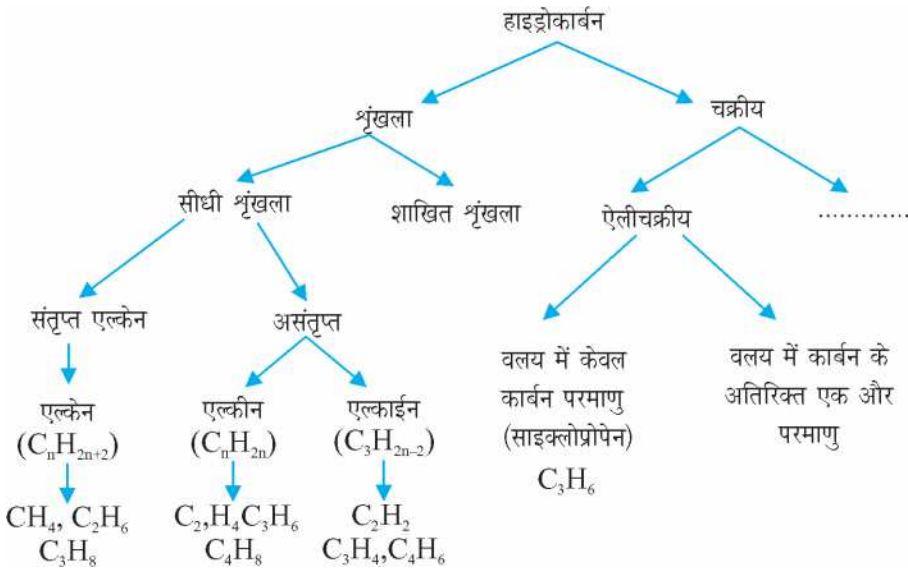 हाइड्रोकार्बन
शृंखला
चक्रीय
सीधी शृंखला
शाखित शृंखला
ऐलीचक्रीय
...............
संतृप्त एल्केन
असंतृप्त
वलय में केवल
कार्बन परमाणु
(साइक्लोप्रोपेन)
C₃H₆
वलय में कार्बन के
अतिरिक्त एक और
परमाणु
एल्केन
(CₙH₂ₙ₊₂)
एल्कीन
(CₙH₂ₙ)
एल्काईन
(C₃H₂ₙ₋₂)
CH₄, C₂H₆
C₃H₈
C₂,H₄C₃H₆
C₄H₈
C₂H₂
C₃H₄,C₄H₆